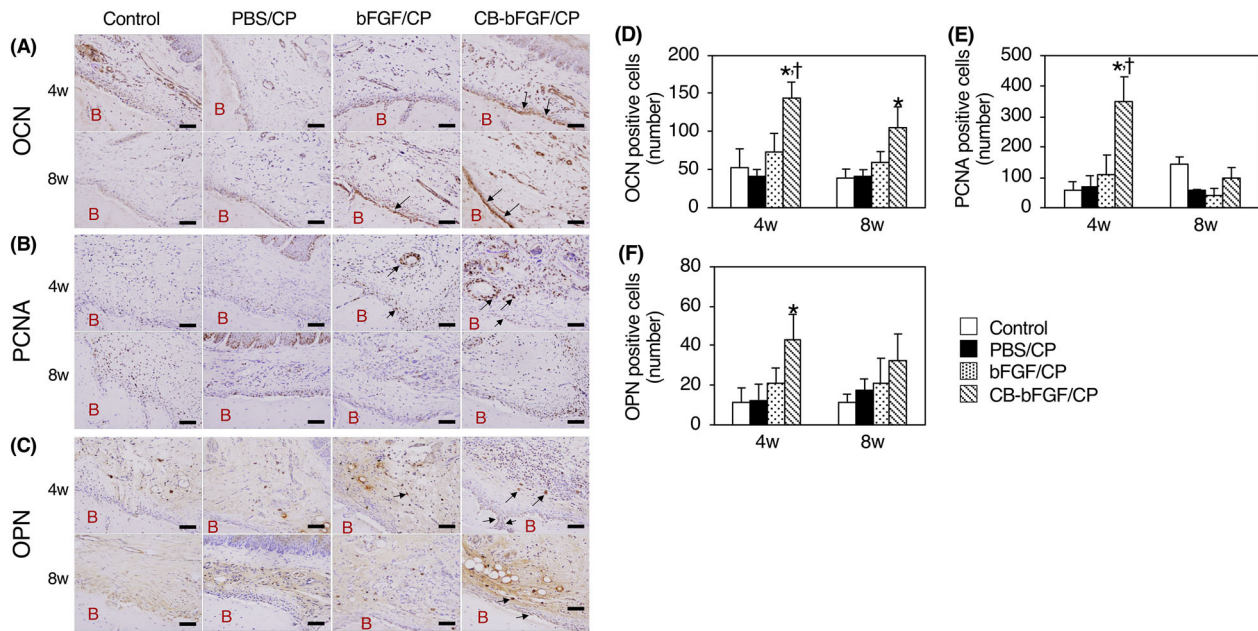 Control PBS/CP bFGF/CP CB-bFGF/CP
(A)
OCN
4w
B B B B
8w
B B B B
(B)
PCNA
4w
B B B B
8w
B B B B
(C)
OPN
4w
B B B B
8w
B B B B
(D)
OCN positive cells
(number)
200
150
100
50
0
*,†
*
4w 8w
(E)
PCNA positive cells
(number)
500
400
300
200
100
0
*,†
4w 8w
(F)
OPN positive cells
(number)
80
60
40
20
0
*
4w 8w
Control
PBS/CP
bFGF/CP
CB-bFGF/CP